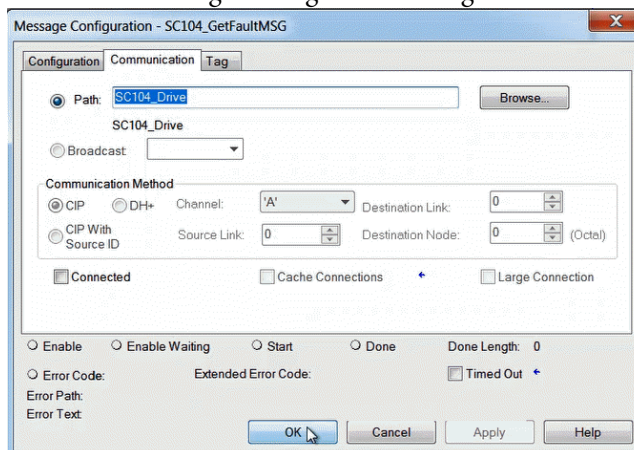 Message Configuration - SC104_GetFaultMSG
X
Configuration Communication Tag
Path: SC104_Drive Browse...
SC104_Drive
Broadcast:
Communication Method
CIP DH+ Channel: 'A' Destination Link: 0
CIP With Source ID Source Link: 0 Destination Node: 0 (Octal)
Connected Cache Connections Large Connection
Enable Enable Waiting Start Done Done Length: 0
Error Code: Extended Error Code: Timed Out
Error Path:
Error Text:
OK Cancel Apply Help